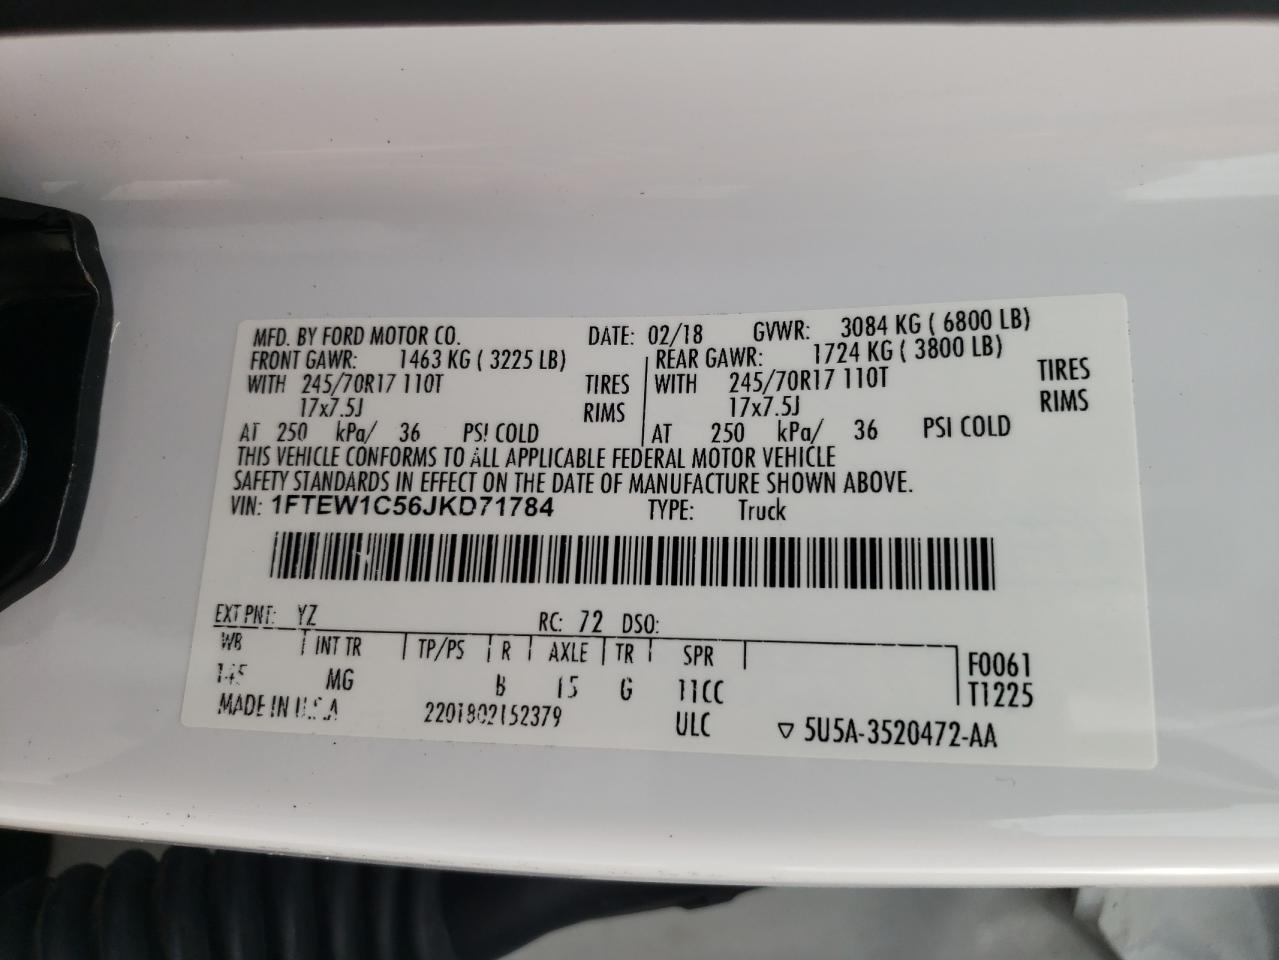 MFD. BY FORD MOTOR CO. DATE: 02/18 GVWR: 3084 KG ( 6800 LB)
FRONT GAWR: 1463 KG ( 3225 LB) REAR GAWR: 1724 KG ( 3800 LB)
WITH 245/70R17 110T TIRES WITH 245/70R17 110T TIRES
17x7.5J RIMS 17x7.5J RIMS
AT 250 kPa/ 36 PSI COLD AT 250 kPa/ 36 PSI COLD
THIS VEHICLE CONFORMS TO ALL APPLICABLE FEDERAL MOTOR VEHICLE
SAFETY STANDARDS IN EFFECT ON THE DATE OF MANUFACTURE SHOWN ABOVE.
VIN: 1FTEW1C56JKD71784 TYPE: Truck
EXT PNT: YZ RC: 72 DSO:
WB INT TR TP/PS R AXLE TR SPR F0061
145 MG B 15 G 11CC T1225
MADE IN U.S.A 2201802152379 ULC ▽ 5U5A-3520472-AA